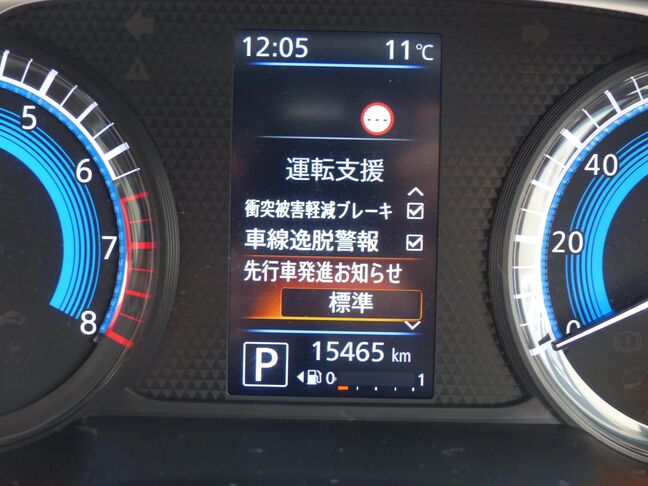 12:05 11℃
---
運転支援
衝突被害軽減ブレーキ
車線逸脱警報
先行車発進お知らせ
標準
P 15465 km
0 1
5
6
7
8
40
20
0